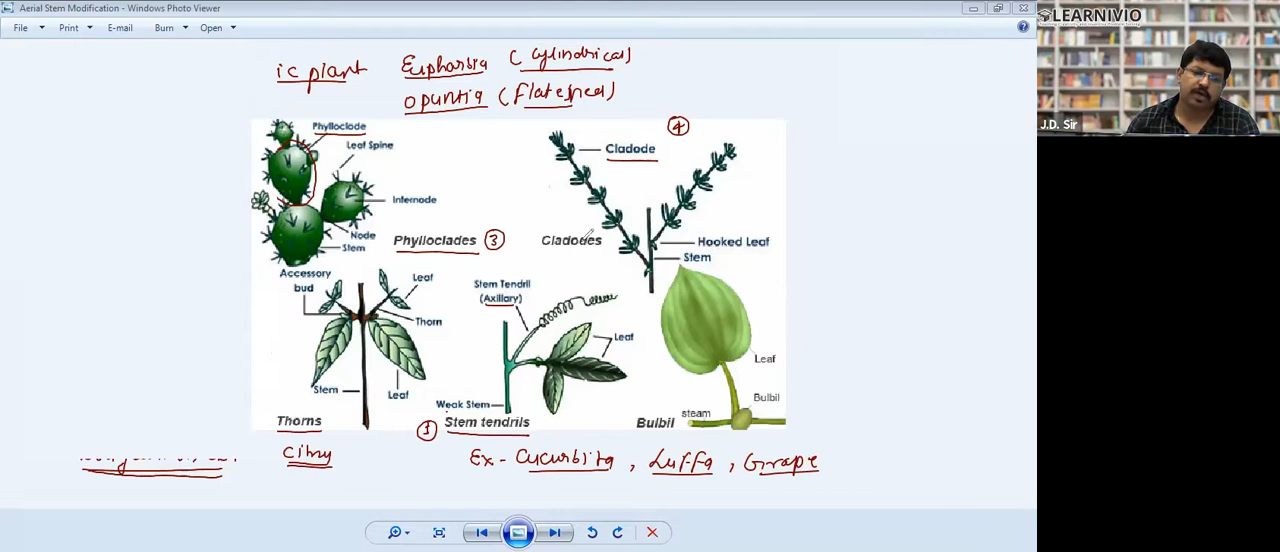 Aerial Stem Modification - Windows Photo Viewer
File Print E-mail Burn Open
LEARNIVIO
J.D. Sir
ic plant Euphorbia (Cylindrical)
Opuntia (Flatened)
Phylloclade
Leaf Spine
Internode
Node
Stem
Phylloclades 3
4
Cladode
Cladodes
Hooked Leaf
Stem
Accessory
bud
Leaf
Thorn
Stem
Leaf
Thorns
Citrus
Stem Tendril
(Axillary)
Leaf
Weak Stem
1 Stem tendrils
Leaf
Bulbil
steam
Bulbil
Ex- Cucurbita, Luffa, Grape